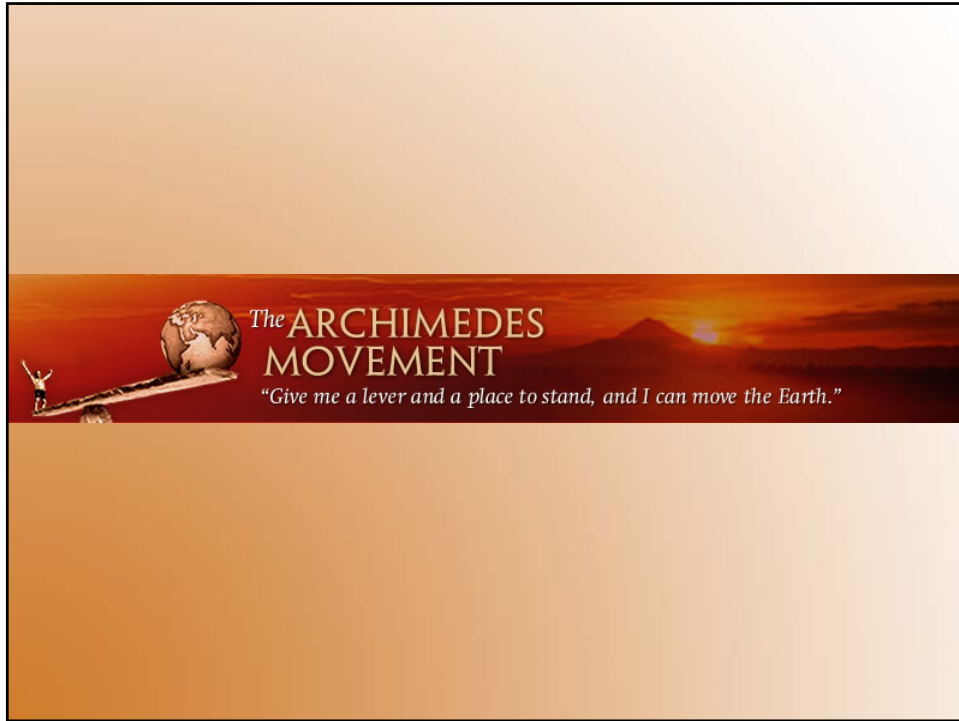 The ARCHIMEDES
MOVEMENT
“Give me a lever and a place to stand, and I can move the Earth.”